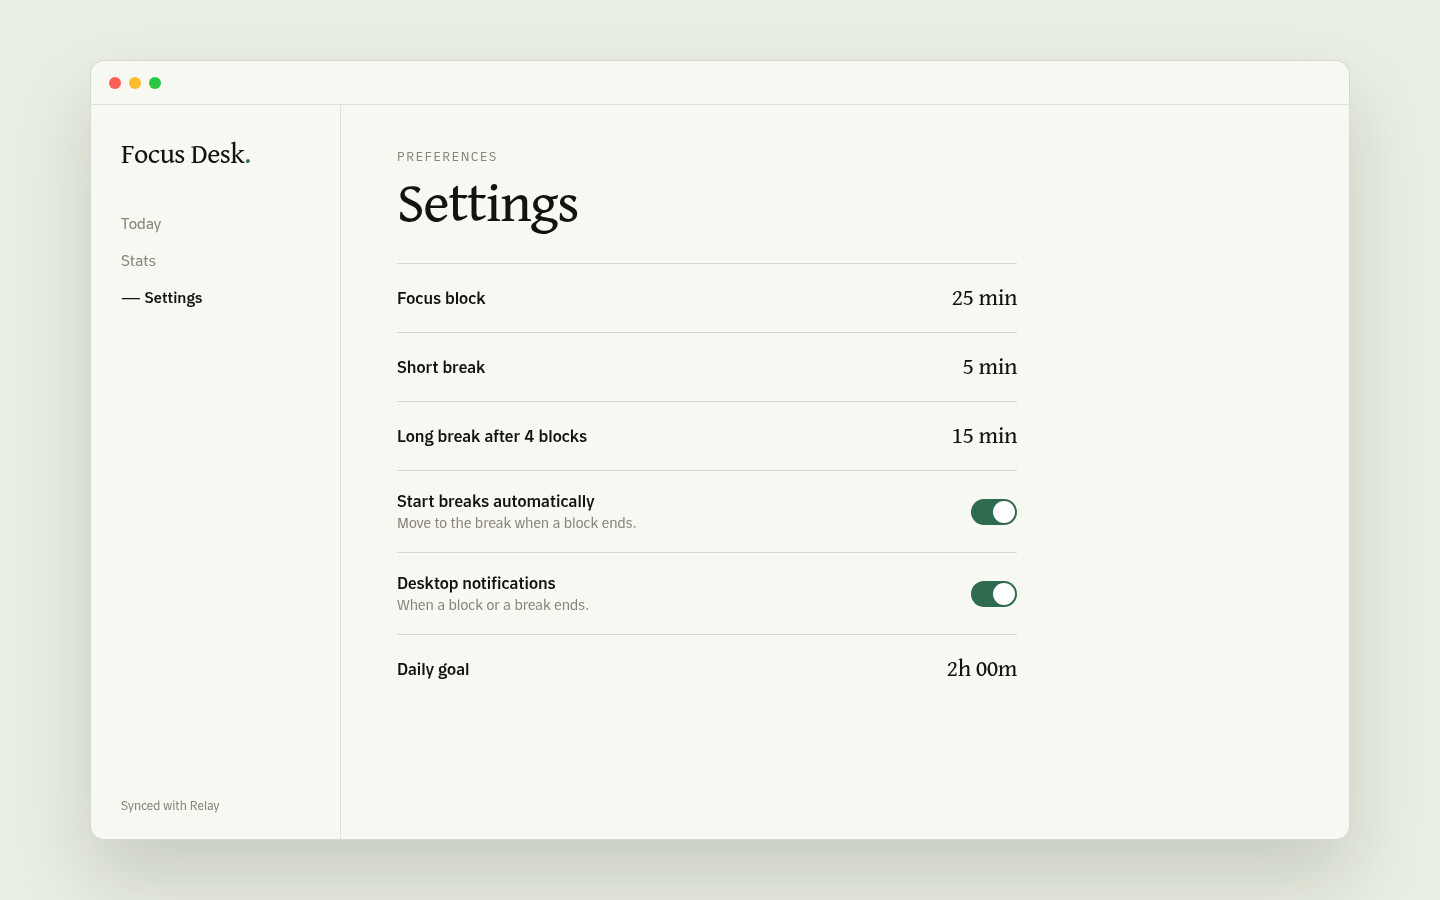 Focus Desk.
Today
Stats
— Settings
Synced with Relay
PREFERENCES
Settings
Focus block
25 min
Short break
5 min
Long break after 4 blocks
15 min
Start breaks automatically
Move to the break when a block ends.
Desktop notifications
When a block or a break ends.
Daily goal
2h 00m